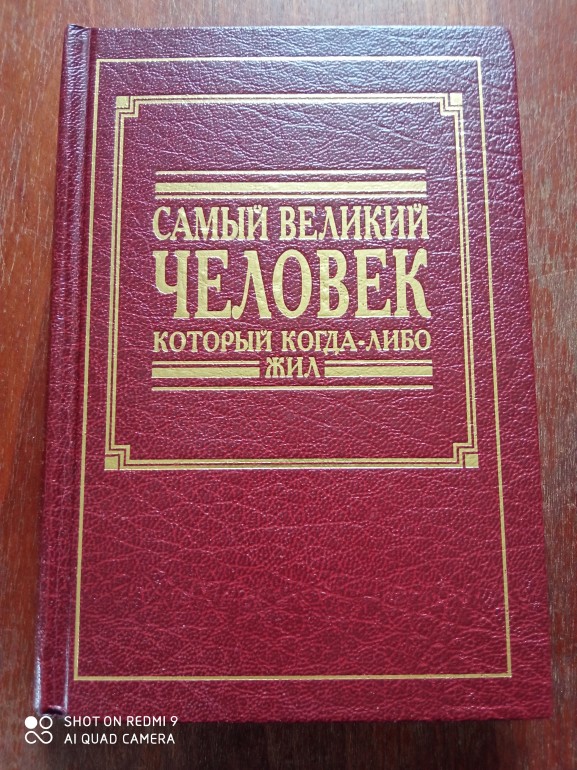 САМЫЙ ВЕЛИКИЙ
ЧЕЛОВЕК
КОТОРЫЙ КОГДА-ЛИБО
ЖИЛ
SHOT ON REDMI 9
AI QUAD CAMERA